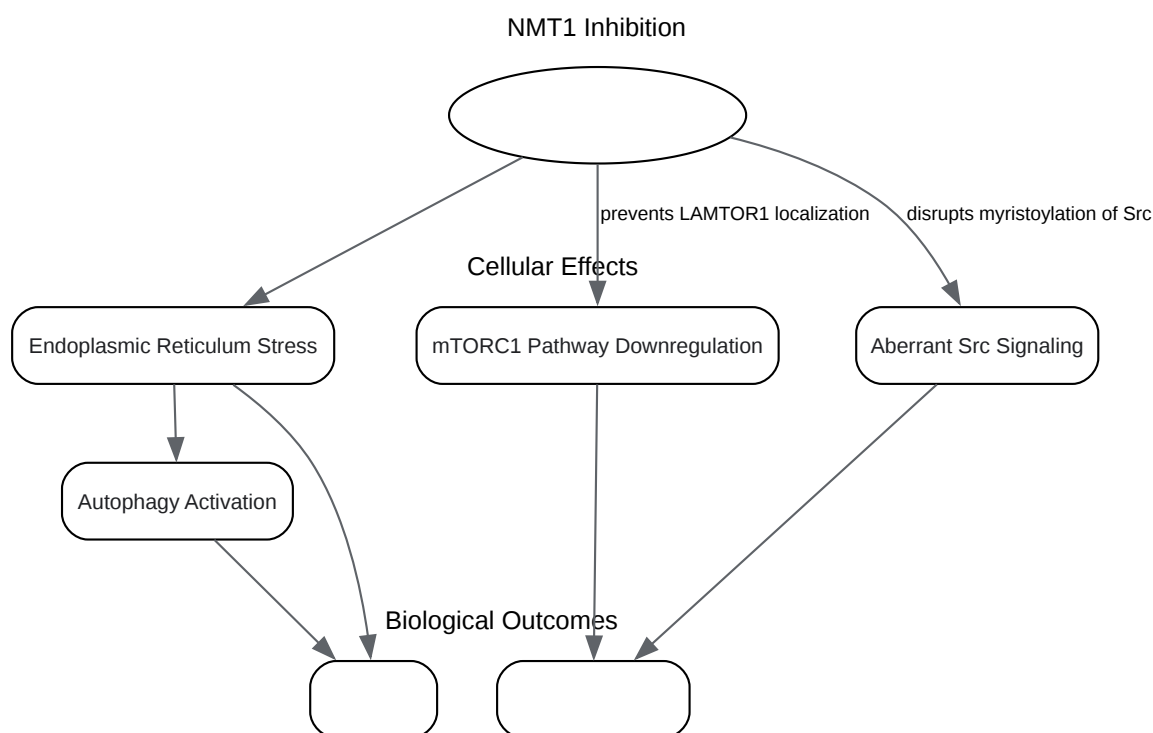 NMT1 Inhibition
prevents LAMTOR1 localization
disrupts myristoylation of Src
Cellular Effects
Endoplasmic Reticulum Stress
mTORC1 Pathway Downregulation
Aberrant Src Signaling
Autophagy Activation
Biological Outcomes